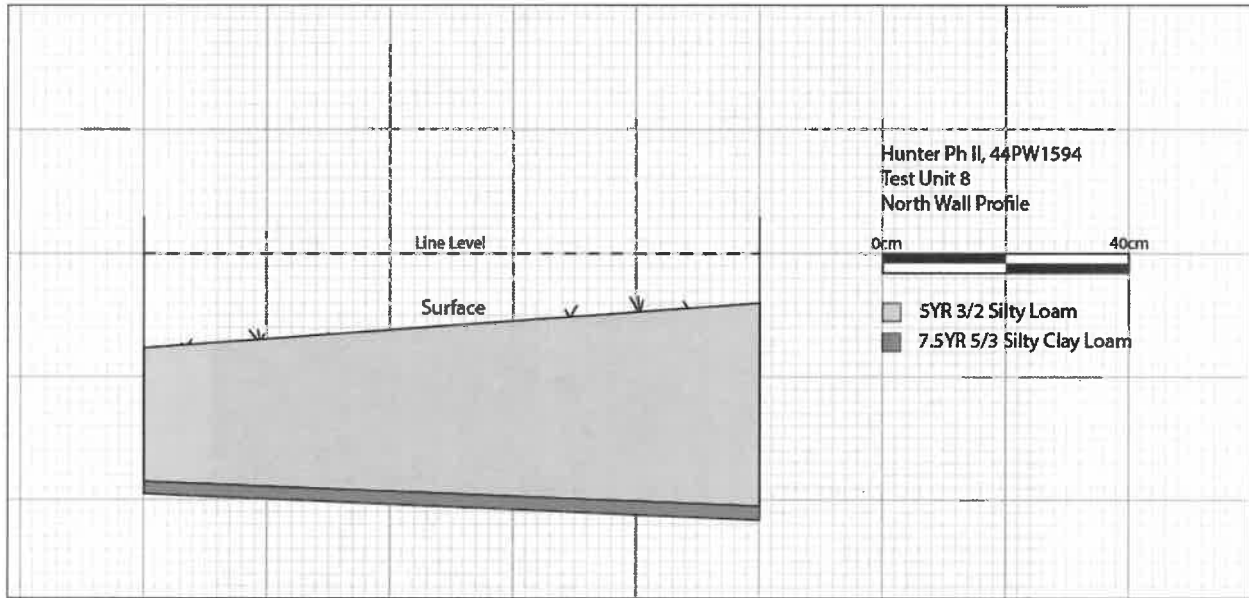 Hunter Ph II, 44PW1594
Test Unit 8
North Wall Profile
Line Level
0cm 40cm
Surface
5YR 3/2 Silty Loam
7.5YR 5/3 Silty Clay Loam